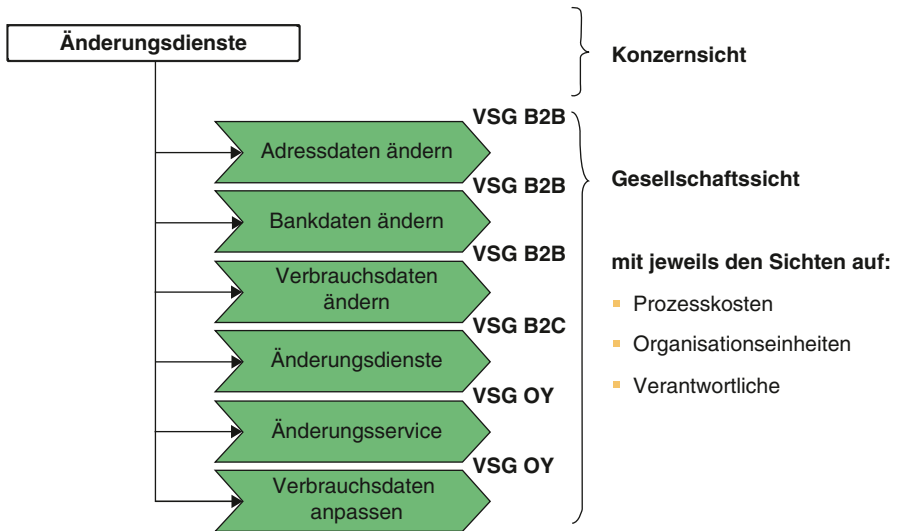 Änderungsdienste
Konzernsicht
VSG B2B
Adressdaten ändern
VSG B2B
Gesellschaftssicht
Bankdaten ändern
VSG B2B
mit jeweils den Sichten auf:
Verbrauchsdaten
ändern
Prozesskosten
VSG B2C
Änderungsdienste
Organisationseinheiten
VSG OY
Verantwortliche
Änderungsservice
VSG OY
Verbrauchsdaten
anpassen